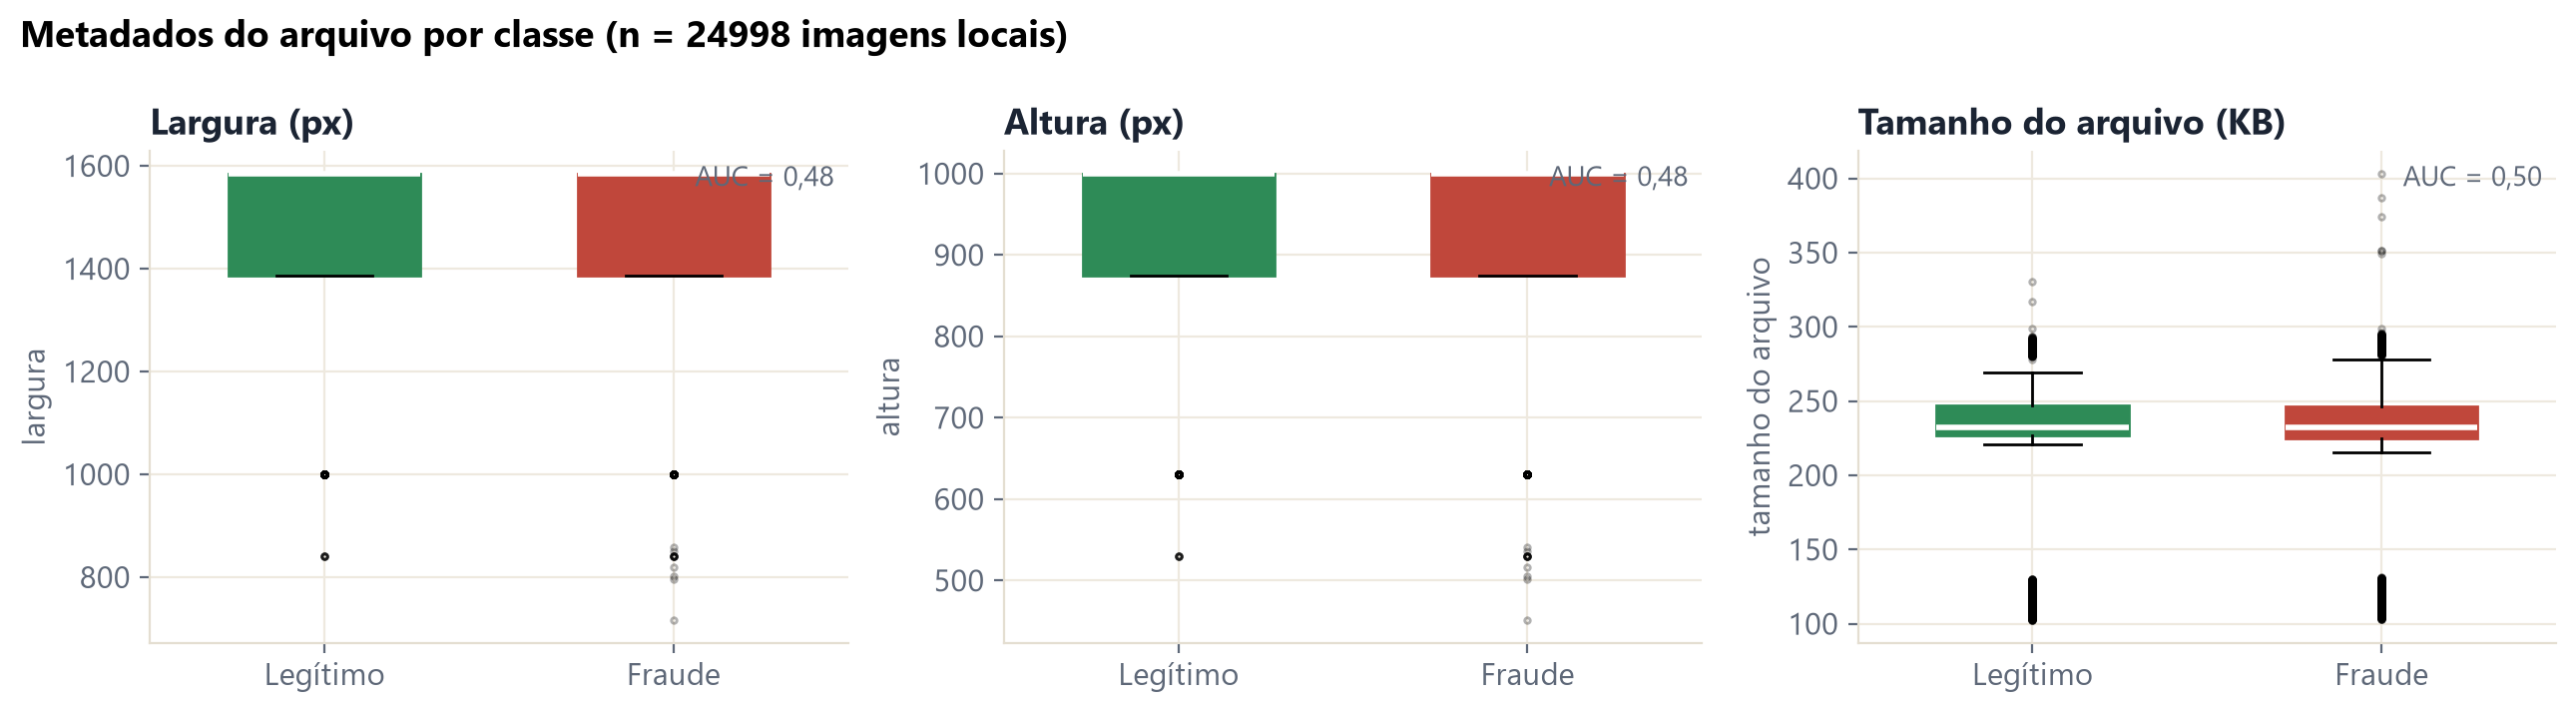 Metadados do arquivo por classe (n = 24998 imagens locais)
Largura (px)
AUC = 0,48
1600
1400
1200
1000
800
largura
Legítimo
Fraude
Altura (px)
AUC = 0,48
1000
900
800
700
600
500
altura
Legítimo
Fraude
Tamanho do arquivo (KB)
AUC = 0,50
400
350
300
250
200
150
100
tamanho do arquivo
Legítimo
Fraude